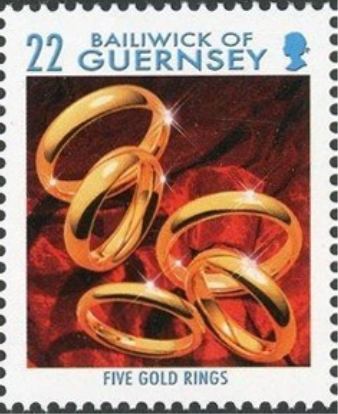 22 BAILIWICK OF
GUERNSEY
FIVE GOLD RINGS